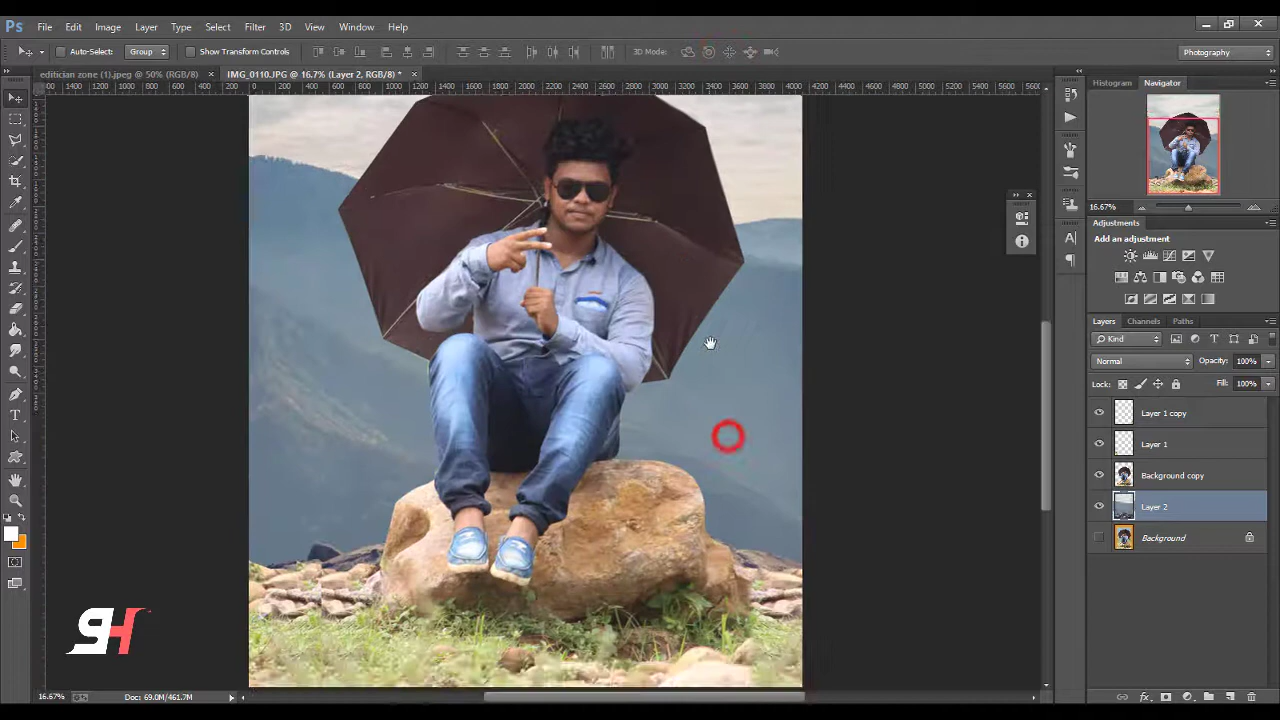 Ps File Edit Image Layer Type Select Filter 3D View Window Help
Auto-Select: Group Show Transform Controls 3D Mode: Photography
editician zone (1).jpeg @ 50% (RGB/8) × IMG_0110.JPG @ 16.7% (Layer 2, RGB/8) * ×
Histogram Navigator
16.67%
Adjustments
Add an adjustment
Layers Channels Paths
Kind
Normal Opacity: 100%
Lock: Fill: 100%
Layer 1 copy
Layer 1
Background copy
Layer 2
Background
SH
16.67% Doc: 69.0M/461.7M